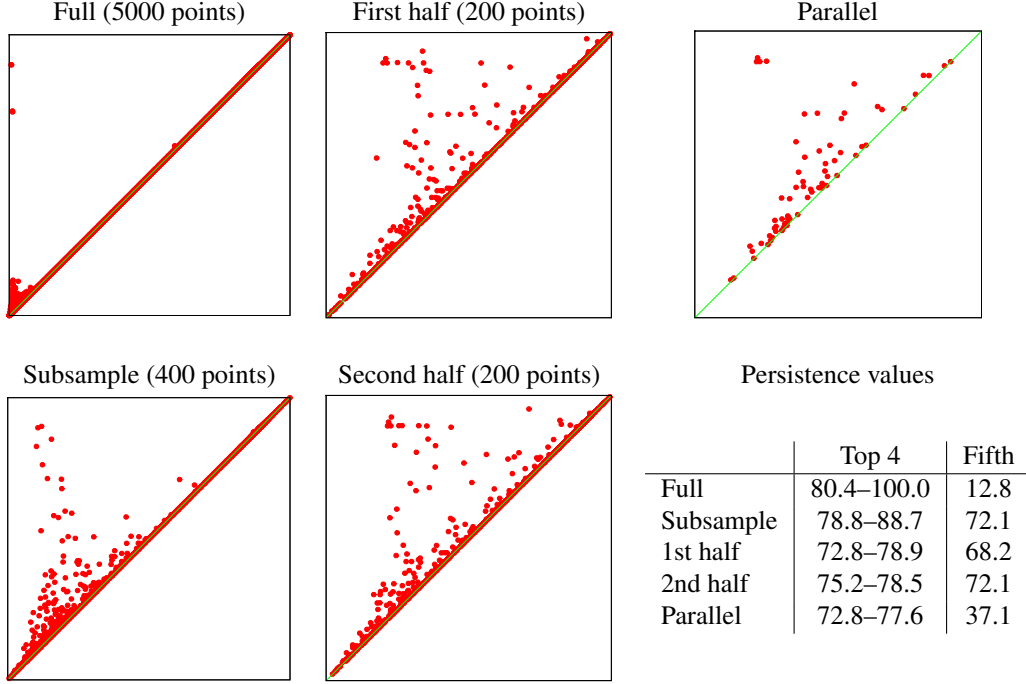 Full (5000 points)
First half (200 points)
Parallel
Subsample (400 points)
Second half (200 points)
Persistence values
Top 4 Fifth
Full 80.4–100.0 12.8
Subsample 78.8–88.7 72.1
1st half 72.8–78.9 68.2
2nd half 75.2–78.5 72.1
Parallel 72.8–77.6 37.1